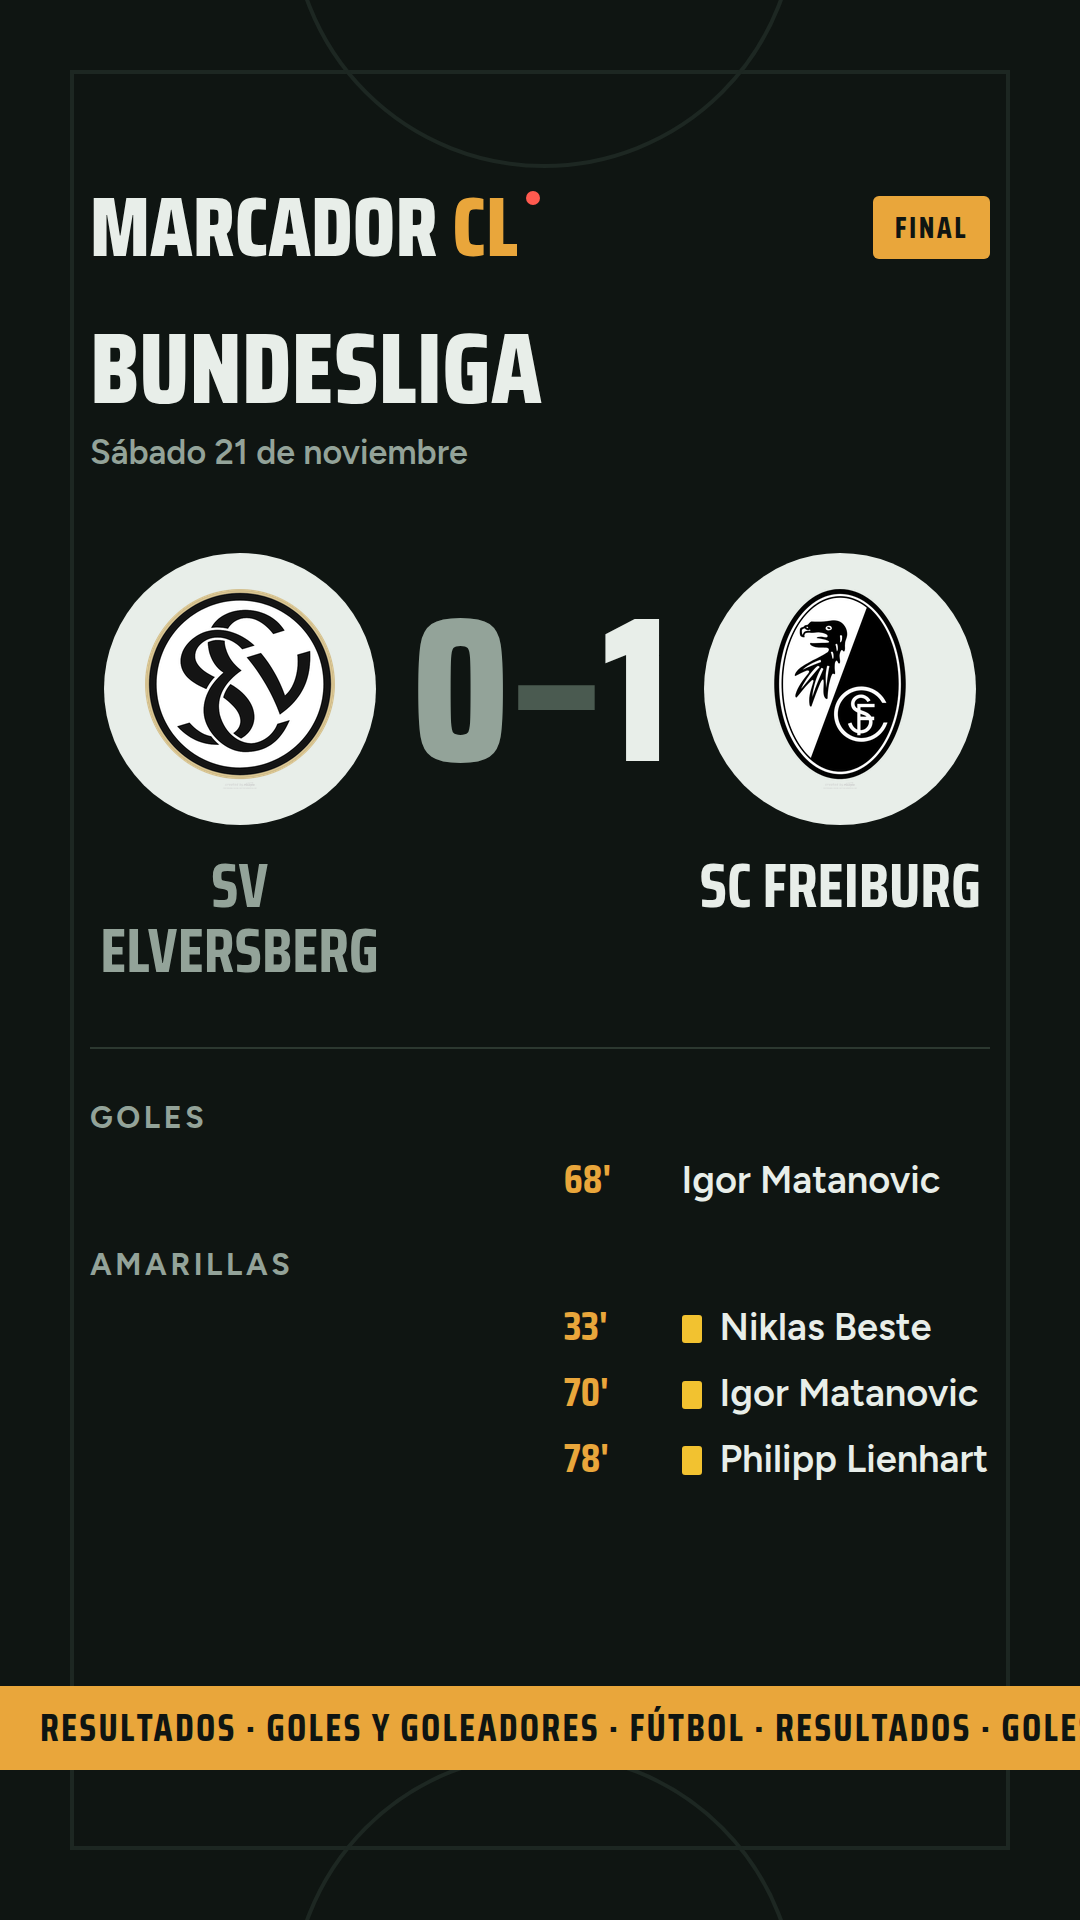 MARCADOR CL
FINAL
BUNDESLIGA
Sábado 21 de noviembre
0–1
SV
ELVERSBERG
SC FREIBURG
GOLES
68' Igor Matanovic
AMARILLAS
33' Niklas Beste
70' Igor Matanovic
78' Philipp Lienhart
RESULTADOS · GOLES Y GOLEADORES · FÚTBOL · RESULTADOS · GOLES